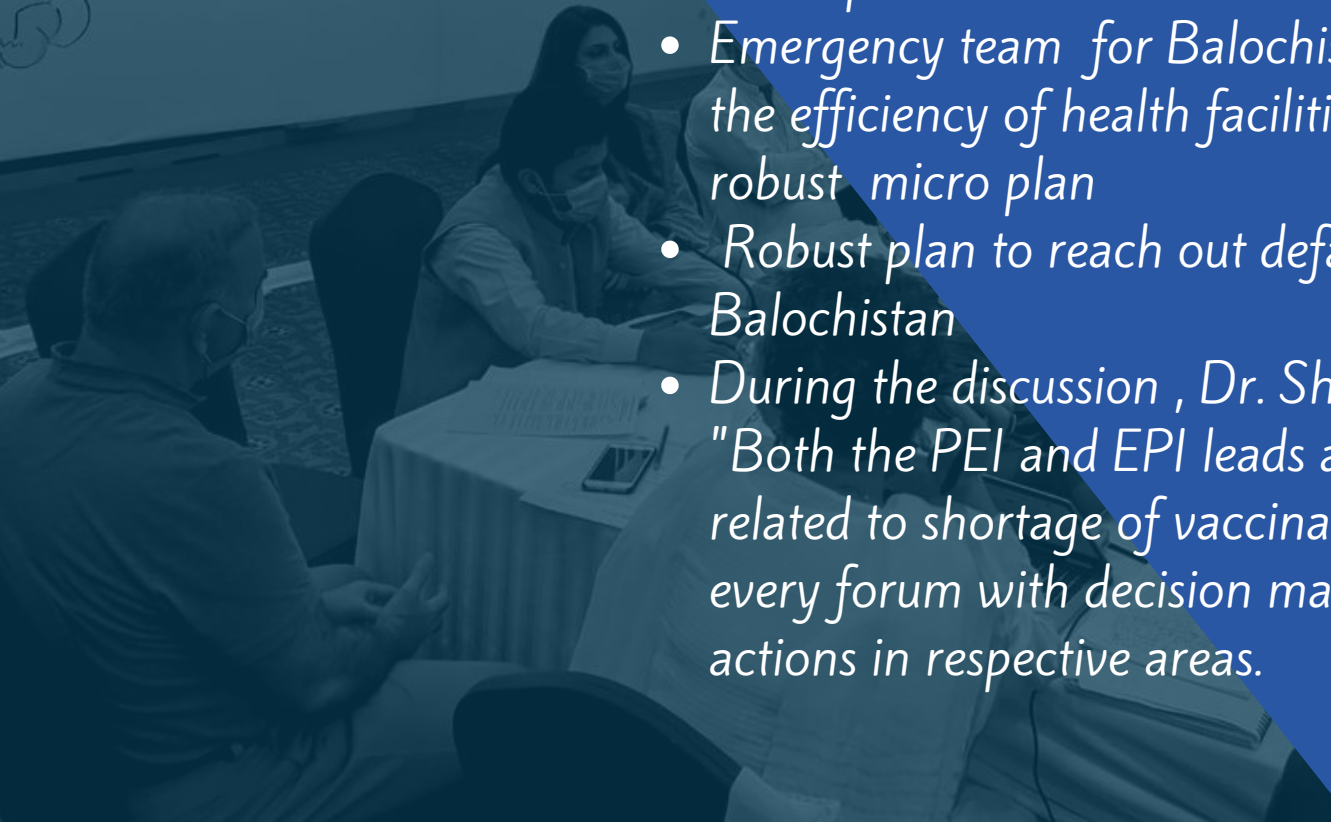 • Emergency team for Balochis
the efficiency of health faciliti
robust micro plan
• Robust plan to reach out defa
Balochistan
• During the discussion , Dr. Sh
"Both the PEI and EPI leads a
related to shortage of vaccina
every forum with decision ma
actions in respective areas.